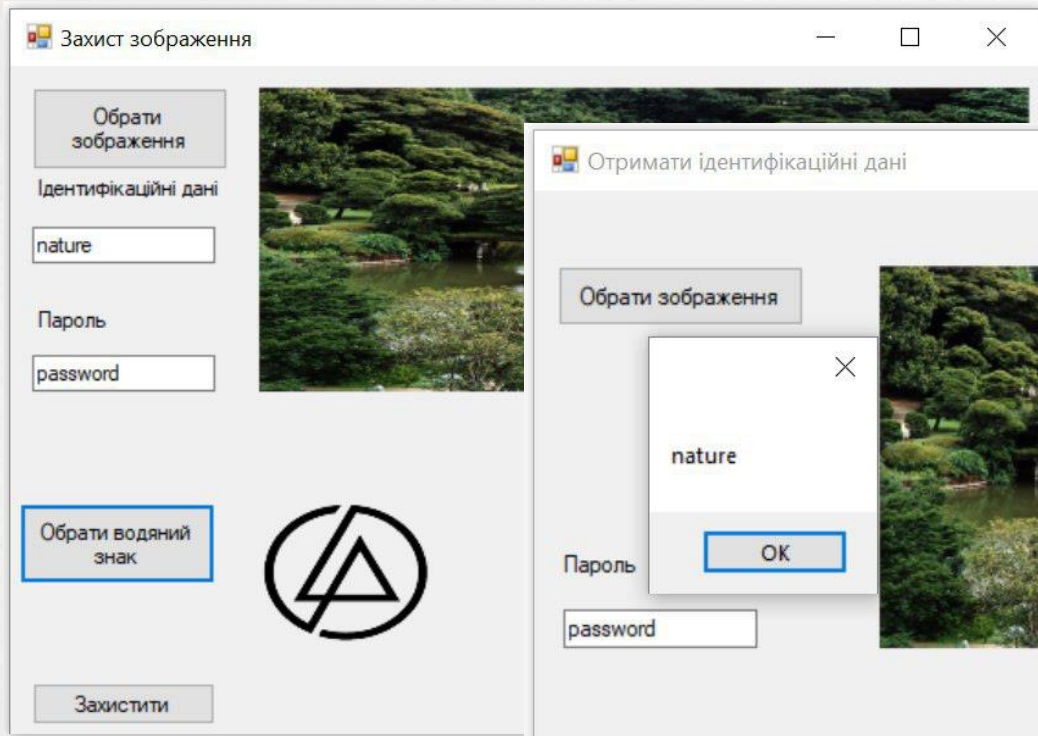 Захист зображення
Обрати
зображення
Ідентифікаційні дані
nature
Пароль
password
Обрати водяний
знак
Захистити
Отримати ідентифікаційні дані
Обрати зображення
nature
OK
Пароль
password